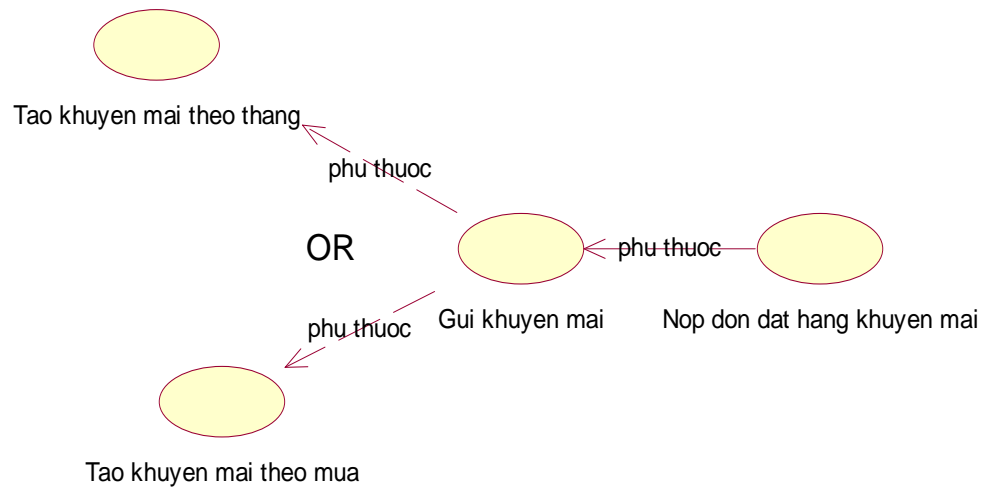 Tao khuyen mai theo thang
phu thuoc
OR
phu thuoc
phu thuoc
Gui khuyen mai
Nop don dat hang khuyen mai
Tao khuyen mai theo mua